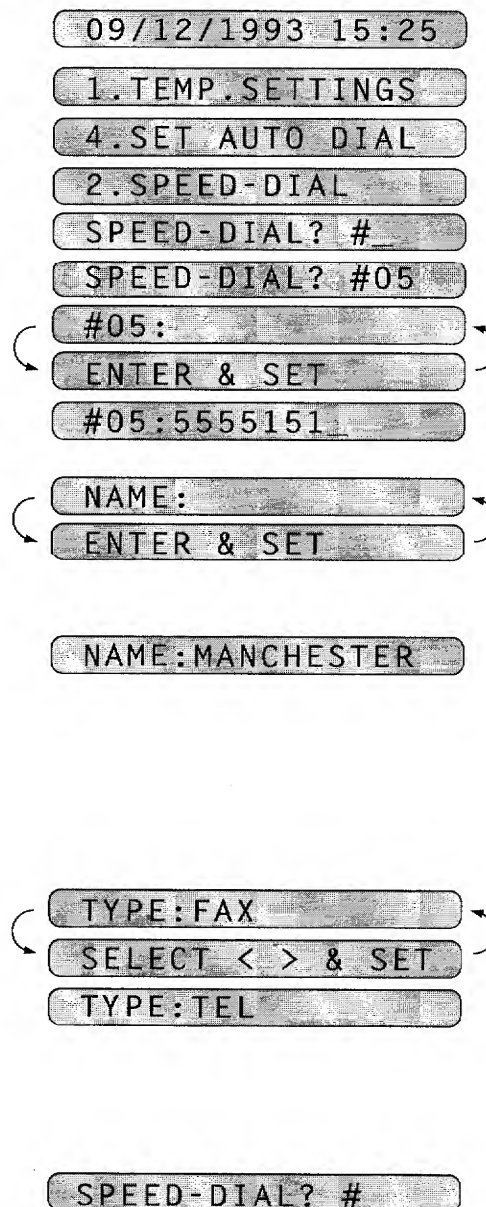 09/12/1993 15:25
1.TEMP.SETTINGS
4.SET AUTO DIAL
2.SPEED-DIAL
SPEED-DIAL? #_
SPEED-DIAL? #05
#05:
ENTER & SET
#05:5555151_
NAME:
ENTER & SET
NAME:MANCHESTER
TYPE:FAX
SELECT < > & SET
TYPE:TEL
SPEED-DIAL? #